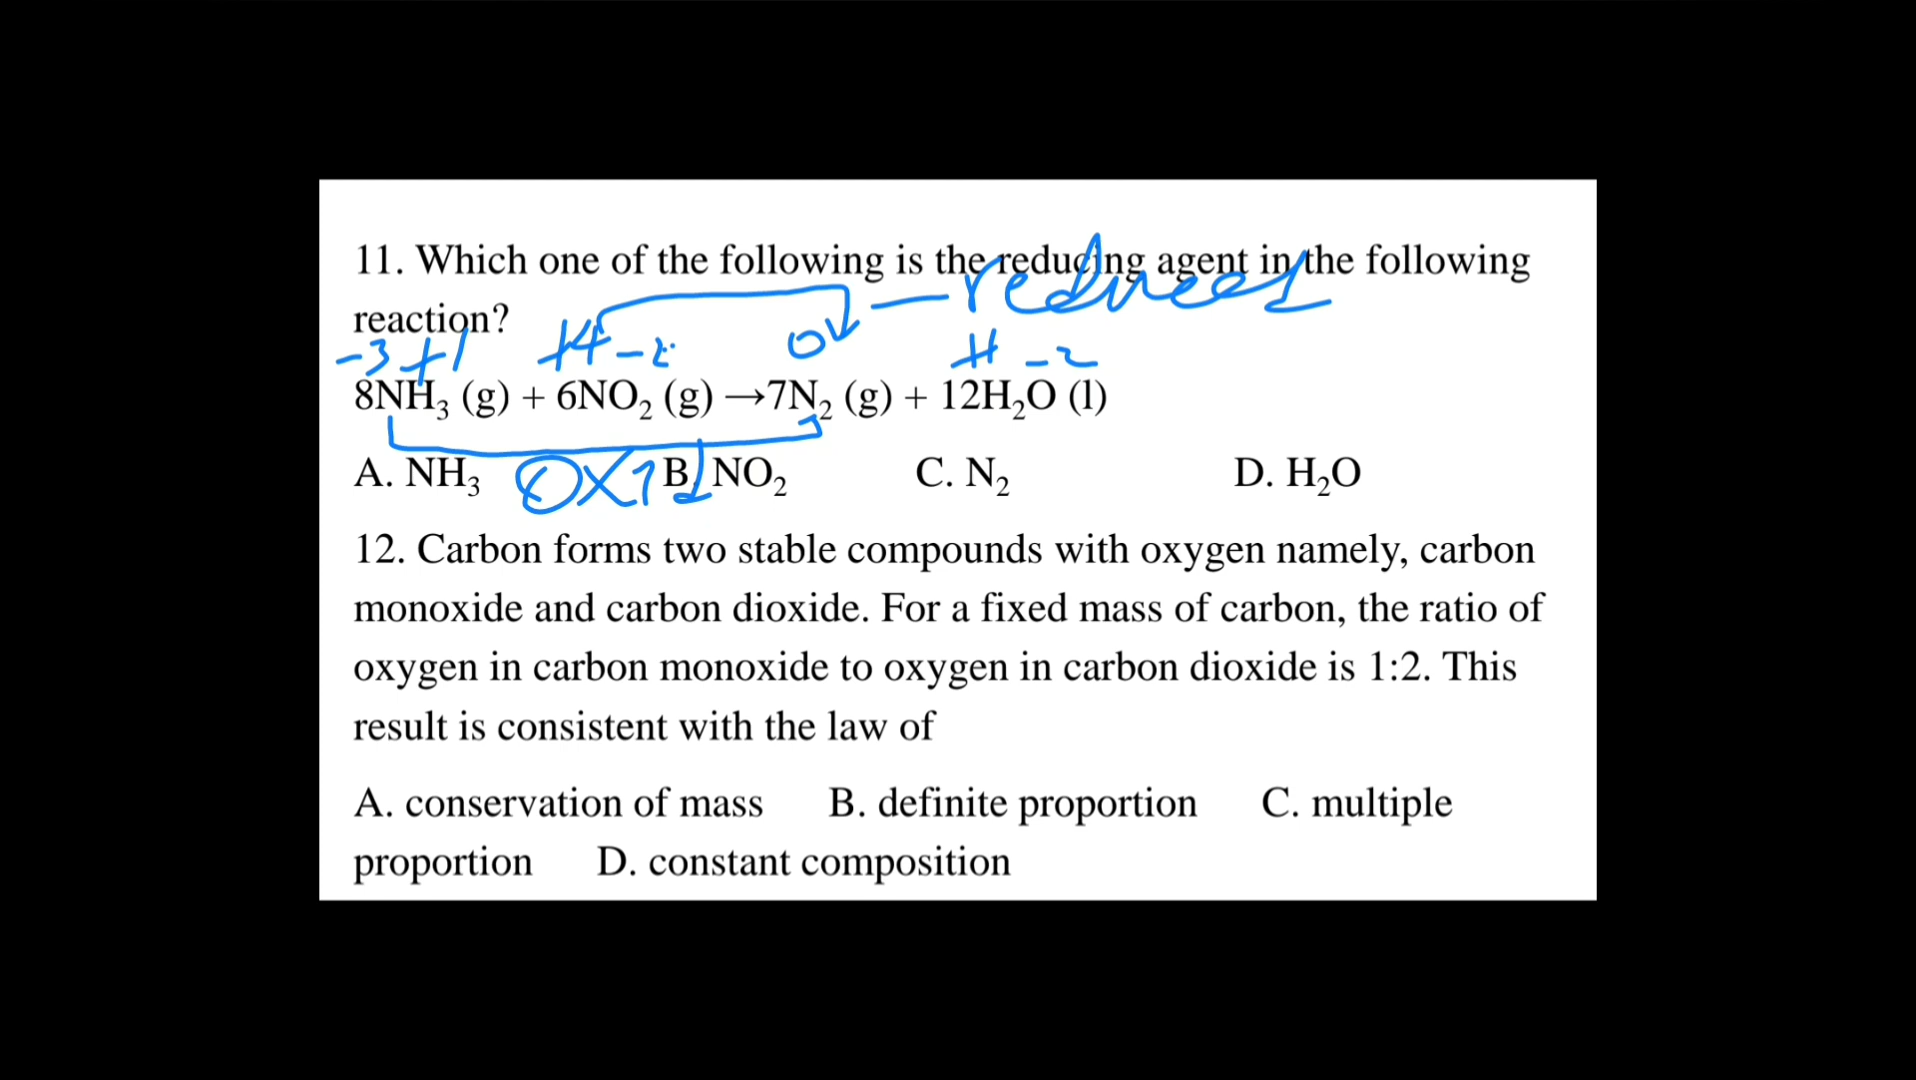 11. Which one of the following is the reducing agent in the following
reduced
reaction?
-3 +1 +4 -2 0 +1 -2
8NH₃ (g) + 6NO₂ (g) →7N₂ (g) + 12H₂O (l)
A. NH₃ B. NO₂ C. N₂ D. H₂O
12. Carbon forms two stable compounds with oxygen namely, carbon
monoxide and carbon dioxide. For a fixed mass of carbon, the ratio of
oxygen in carbon monoxide to oxygen in carbon dioxide is 1:2. This
result is consistent with the law of
A. conservation of mass B. definite proportion C. multiple
proportion D. constant composition